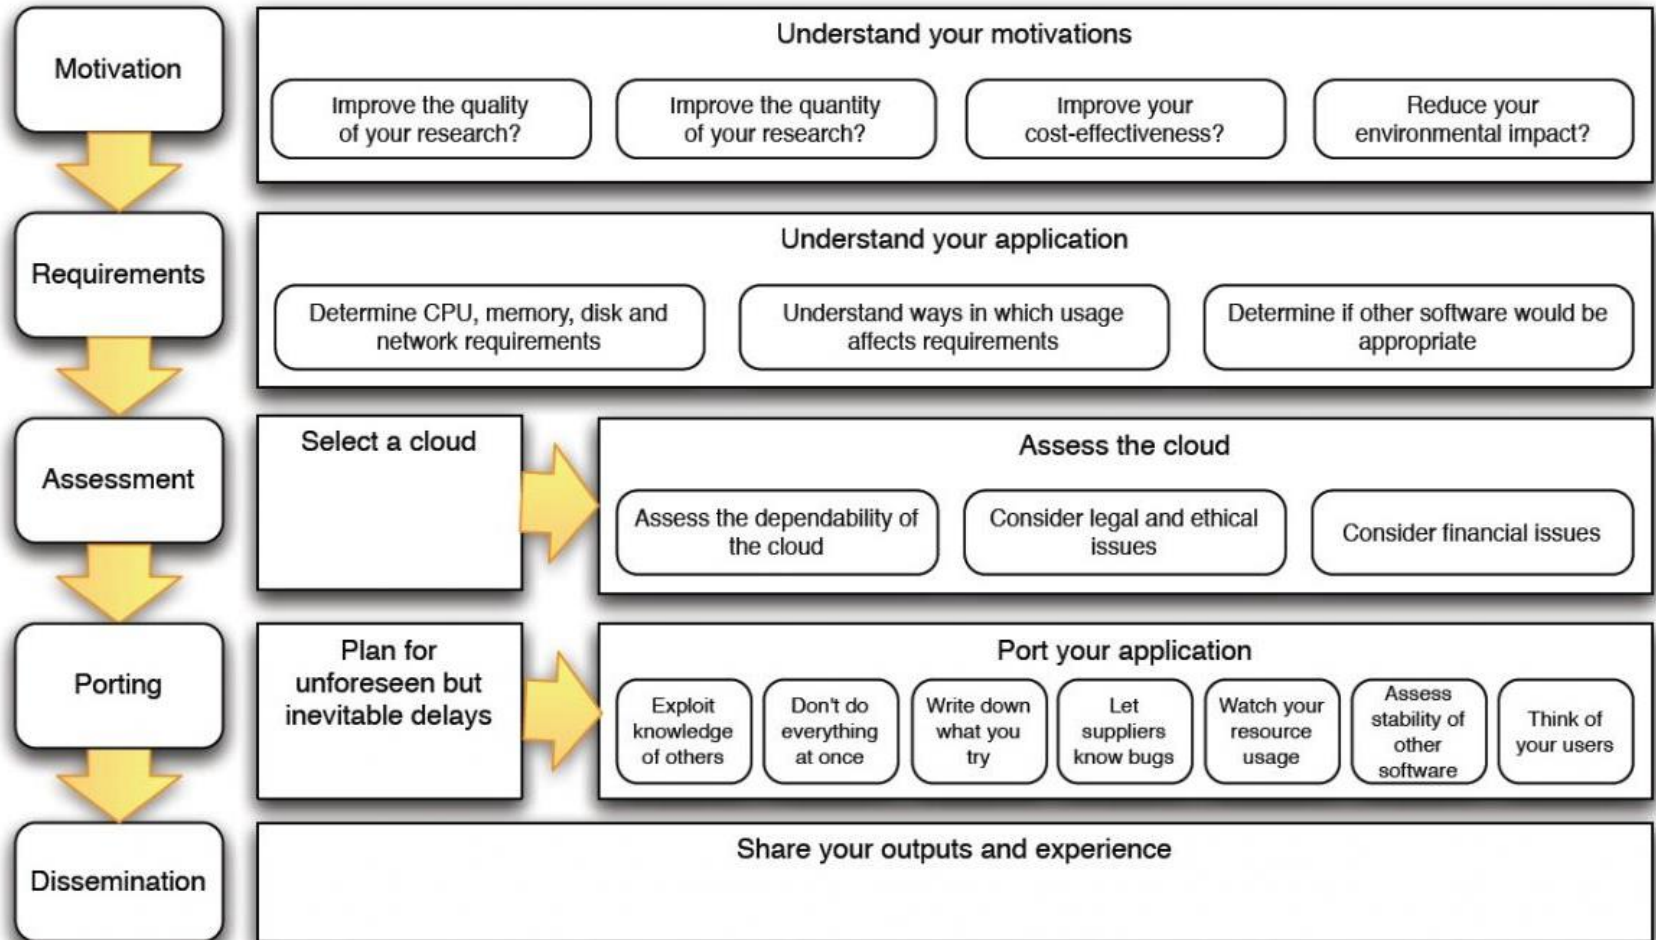 Motivation
Understand your motivations
Improve the quality
of your research?
Improve the quantity
of your research?
Improve your
cost-effectiveness?
Reduce your
environmental impact?
Requirements
Understand your application
Determine CPU, memory, disk and
network requirements
Understand ways in which usage
affects requirements
Determine if other software would be
appropriate
Assessment
Select a cloud
Assess the cloud
Assess the dependability of
the cloud
Consider legal and ethical
issues
Consider financial issues
Porting
Plan for
unforeseen but
inevitable delays
Port your application
Exploit
knowledge
of others
Don't do
everything
at once
Write down
what you
try
Let
suppliers
know bugs
Watch your
resource
usage
Assess
stability of
other
software
Think of
your users
Dissemination
Share your outputs and experience